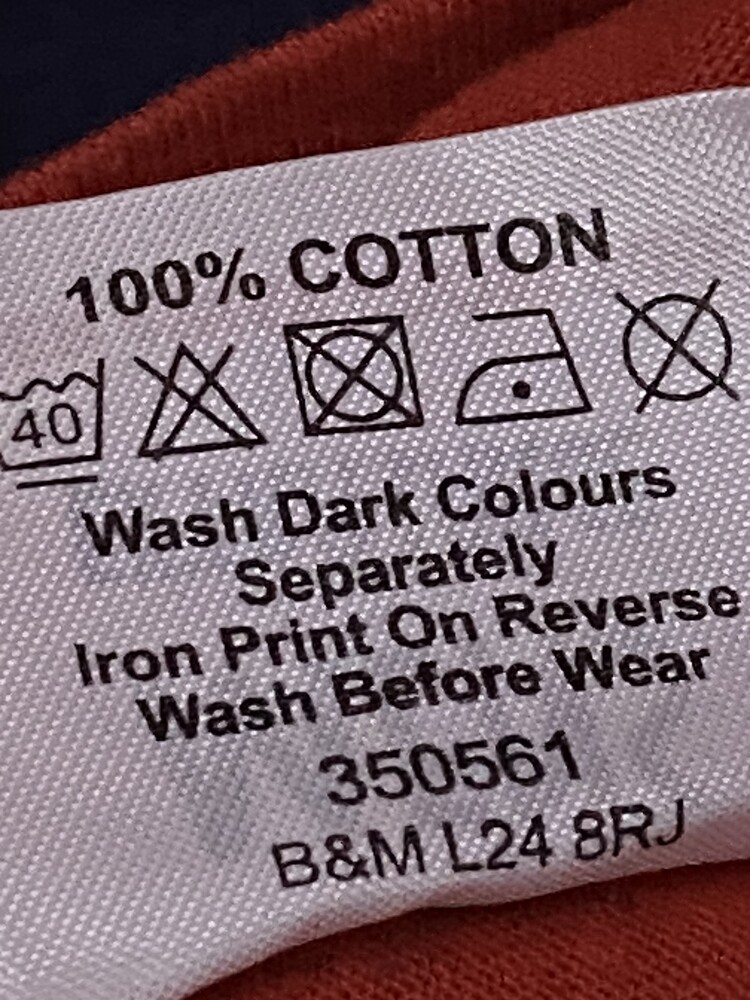 100% COTTON
40
Wash Dark Colours
Separately
Iron Print On Reverse
Wash Before Wear
350561
B&M L24 8RJ